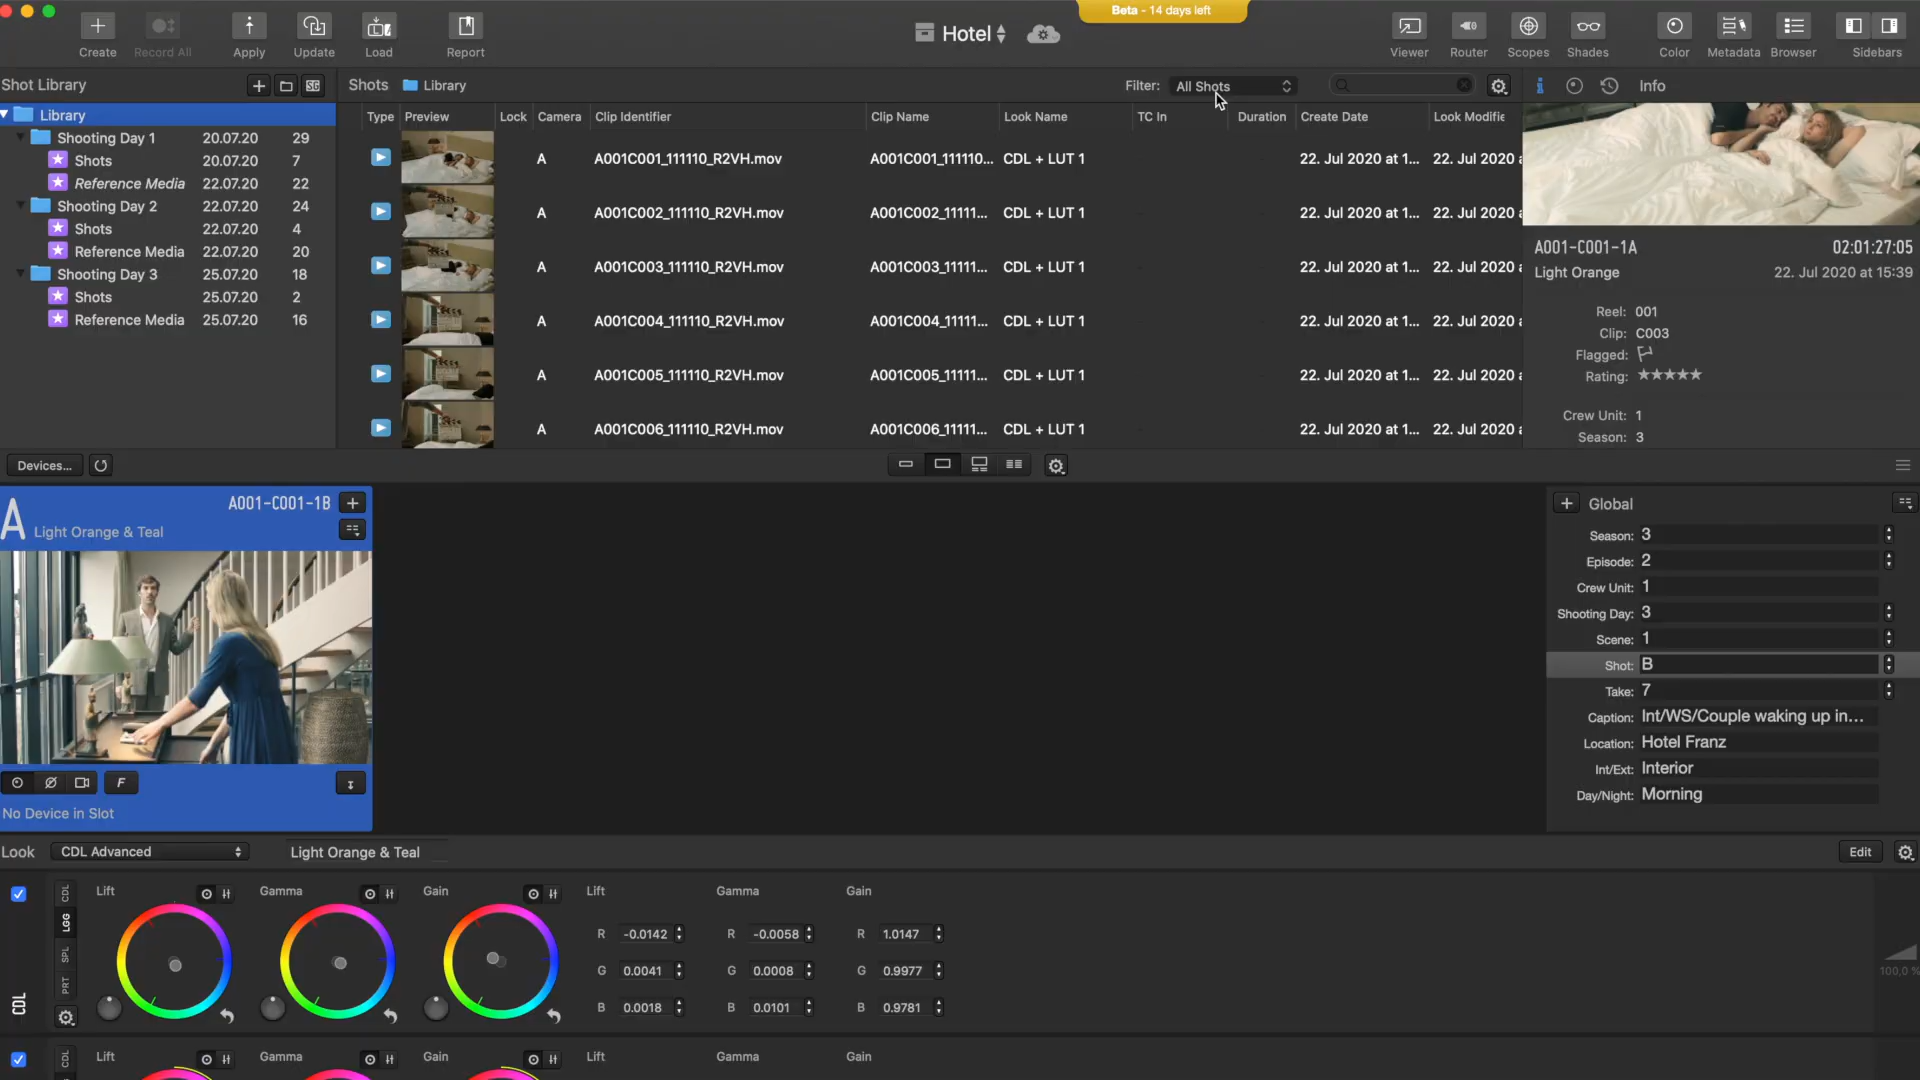 Beta - 14 days left
Create
Record All
Apply
Update
Load
Report
Hotel
Viewer
Router
Scopes
Shades
Color
Metadata
Browser
Sidebars
Shot Library
SG
Shots Library
Filter: All Shots
Info
Library
Shooting Day 1 20.07.20 29
Shots 20.07.20 7
Reference Media 22.07.20 22
Shooting Day 2 22.07.20 24
Shots 22.07.20 4
Reference Media 22.07.20 20
Shooting Day 3 25.07.20 18
Shots 25.07.20 2
Reference Media 25.07.20 16
Type Preview Lock Camera Clip Identifier Clip Name Look Name TC In Duration Create Date Look Modifie
A A001C001_111110_R2VH.mov A001C001_111110... CDL + LUT 1 22. Jul 2020 at 1... 22. Jul 2020 a
A A001C002_111110_R2VH.mov A001C002_11111... CDL + LUT 1 22. Jul 2020 at 1... 22. Jul 2020 a
A A001C003_111110_R2VH.mov A001C003_11111... CDL + LUT 1 22. Jul 2020 at 1... 22. Jul 2020 a
A A001C004_111110_R2VH.mov A001C004_11111... CDL + LUT 1 22. Jul 2020 at 1... 22. Jul 2020 a
A A001C005_111110_R2VH.mov A001C005_11111... CDL + LUT 1 22. Jul 2020 at 1... 22. Jul 2020 a
A A001C006_111110_R2VH.mov A001C006_11111... CDL + LUT 1 22. Jul 2020 at 1... 22. Jul 2020 a
A001-C001-1A 02:01:27:05
Light Orange 22. Jul 2020 at 15:39
Reel: 001
Clip: C003
Flagged:
Rating: ★★★★★
Crew Unit: 1
Season: 3
Devices...
A A001-C001-1B
Light Orange & Teal
F
No Device in Slot
Global
Season: 3
Episode: 2
Crew Unit: 1
Shooting Day: 3
Scene: 1
Shot: B
Take: 7
Caption: Int/WS/Couple waking up in...
Location: Hotel Franz
Int/Ext: Interior
Day/Night: Morning
Look CDL Advanced Light Orange & Teal Edit
CDL
CDL
LGG
SPL
PRT
Lift Gamma Gain Lift Gamma Gain
R -0.0142 R -0.0058 R 1.0147
G 0.0041 G 0.0008 G 0.9977
B 0.0018 B 0.0101 B 0.9781
100,0 %
CDL
Lift Gamma Gain Lift Gamma Gain